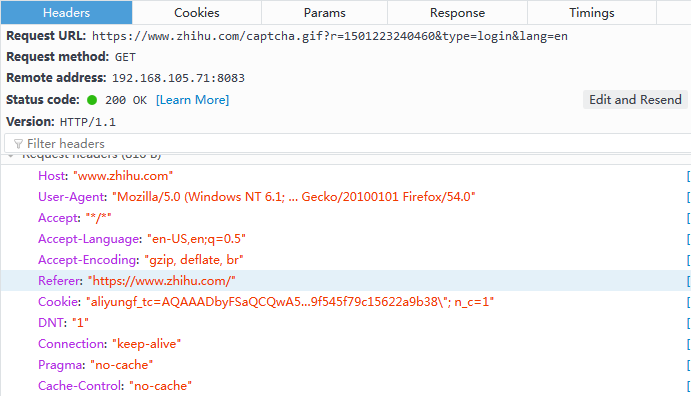 Headers Cookies Params Response Timings
Request URL: https://www.zhihu.com/captcha.gif?r=1501223240460&type=login&lang=en
Request method: GET
Remote address: 192.168.105.71:8083
Status code: 200 OK [Learn More] Edit and Resend
Version: HTTP/1.1
Filter headers
Request headers (816 B)
Host: "www.zhihu.com"
User-Agent: "Mozilla/5.0 (Windows NT 6.1; ... Gecko/20100101 Firefox/54.0"
Accept: "*/*"
Accept-Language: "en-US,en;q=0.5"
Accept-Encoding: "gzip, deflate, br"
Referer: "https://www.zhihu.com/"
Cookie: "aliyungf_tc=AQAAADbyFSaQCQwA5...9f545f79c15622a9b38\"; n_c=1"
DNT: "1"
Connection: "keep-alive"
Pragma: "no-cache"
Cache-Control: "no-cache"